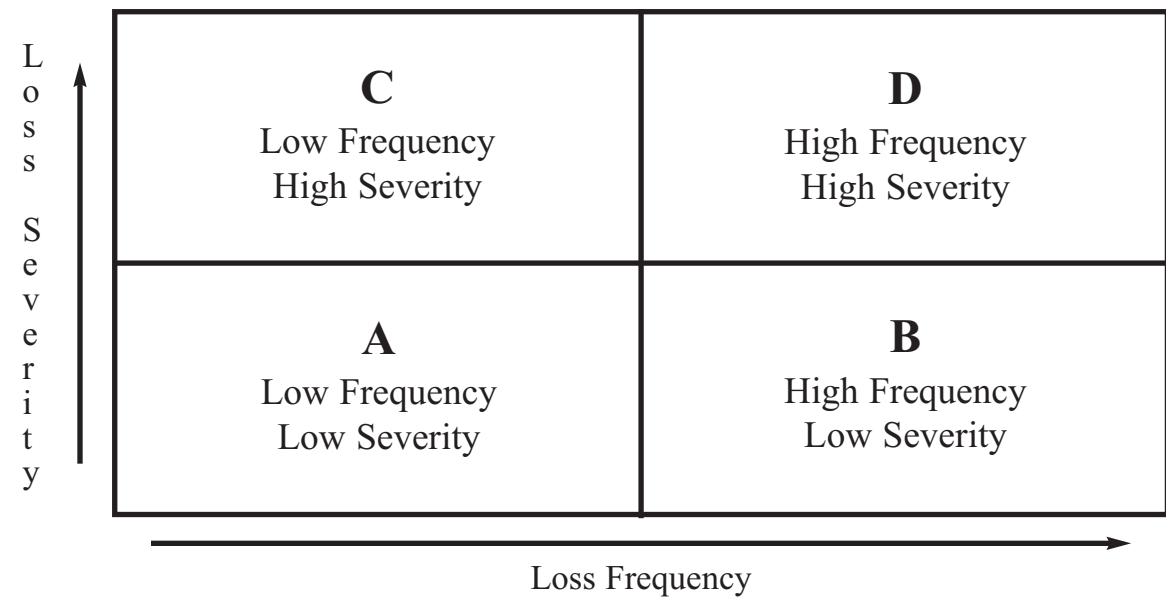 Loss Severity
C
Low Frequency
High Severity
D
High Frequency
High Severity
A
Low Frequency
Low Severity
B
High Frequency
Low Severity
Loss Frequency